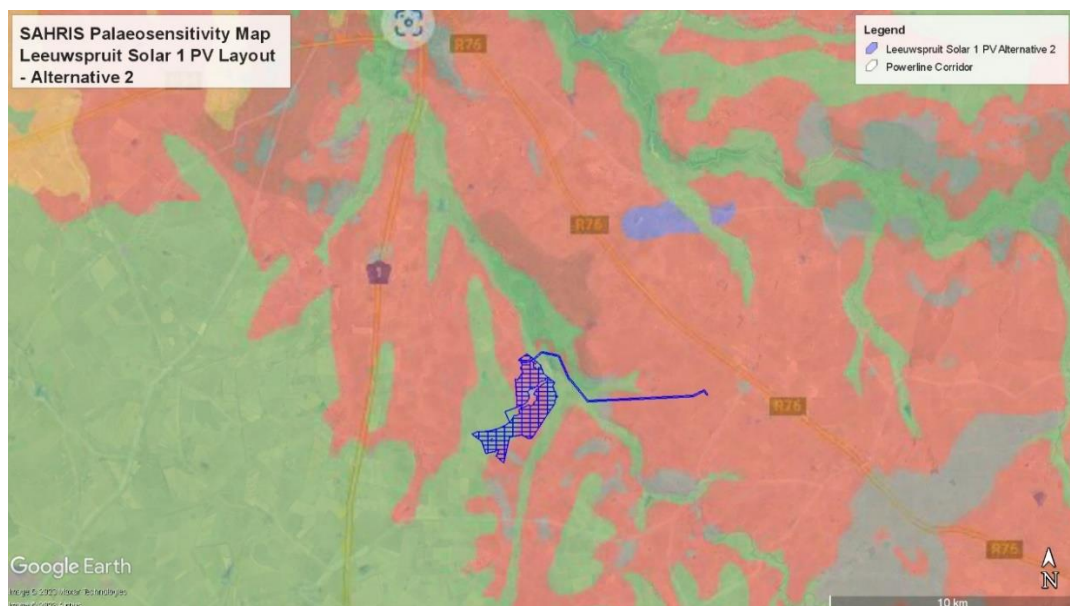 SAHRIS Palaeosensitivity Map
Leeuwspruit Solar 1 PV Layout
- Alternative 2
Legend
Leeuwspruit Solar 1 PV Alternative 2
Powerline Corridor
R76
R76
1
R76
R76
Google Earth
N
10 km